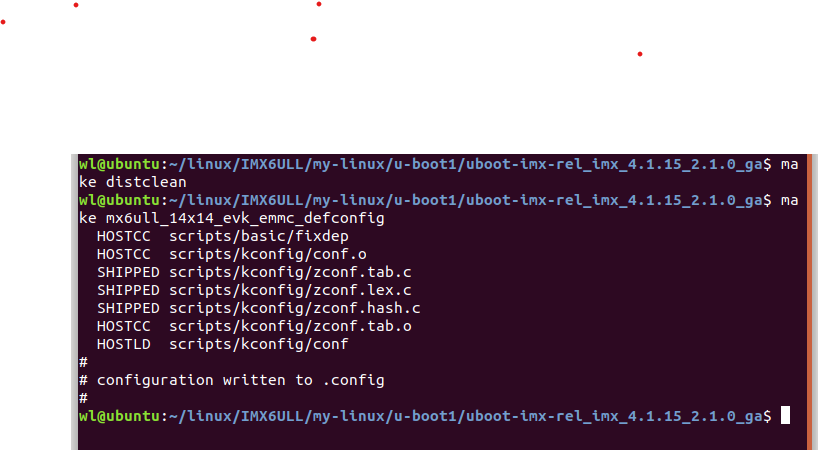 wl@ubuntu:~/linux/IMX6ULL/my-linux/u-boot1/uboot-imx-rel_imx_4.1.15_2.1.0_ga$ ma
ke distclean
wl@ubuntu:~/linux/IMX6ULL/my-linux/u-boot1/uboot-imx-rel_imx_4.1.15_2.1.0_ga$ ma
ke mx6ull_14x14_evk_emmc_defconfig
  HOSTCC  scripts/basic/fixdep
  HOSTCC  scripts/kconfig/conf.o
  SHIPPED scripts/kconfig/zconf.tab.c
  SHIPPED scripts/kconfig/zconf.lex.c
  SHIPPED scripts/kconfig/zconf.hash.c
  HOSTCC  scripts/kconfig/zconf.tab.o
  HOSTLD  scripts/kconfig/conf
#
# configuration written to .config
#
wl@ubuntu:~/linux/IMX6ULL/my-linux/u-boot1/uboot-imx-rel_imx_4.1.15_2.1.0_ga$